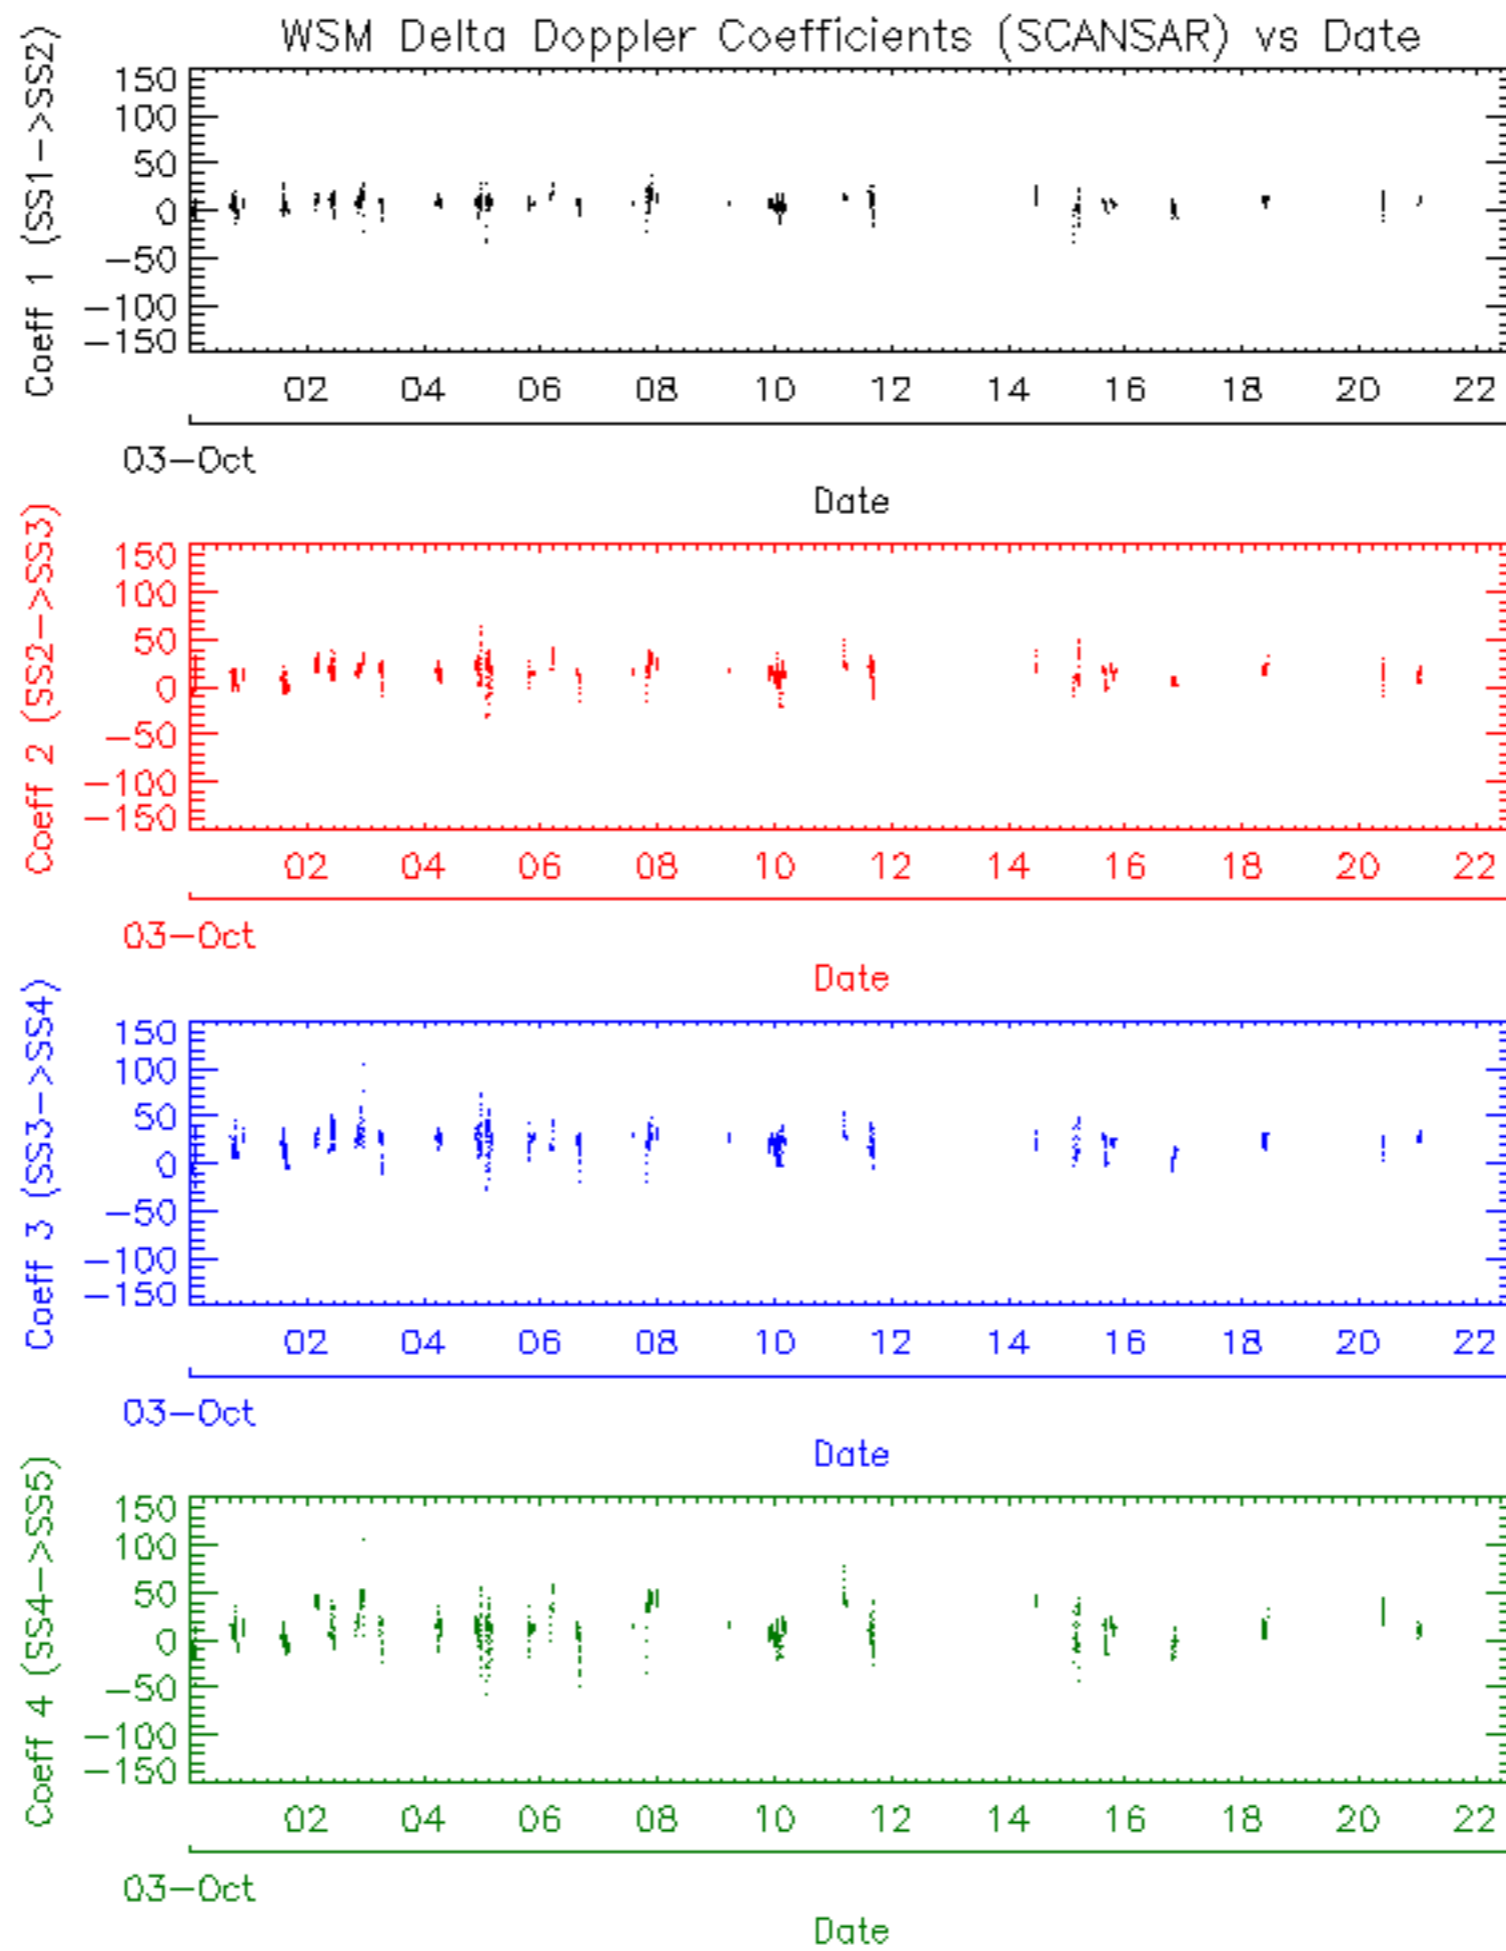 WSM Delta Doppler Coefficients (SCANSAR) vs Date
Coeff 1 (SS1->SS2)
150
100
50
0
-50
-100
-150
02 04 06 08 10 12 14 16 18 20 22
03-Oct
Date
Coeff 2 (SS2->SS3)
150
100
50
0
-50
-100
-150
02 04 06 08 10 12 14 16 18 20 22
03-Oct
Date
Coeff 3 (SS3->SS4)
150
100
50
0
-50
-100
-150
02 04 06 08 10 12 14 16 18 20 22
03-Oct
Date
Coeff 4 (SS4->SS5)
150
100
50
0
-50
-100
-150
02 04 06 08 10 12 14 16 18 20 22
03-Oct
Date